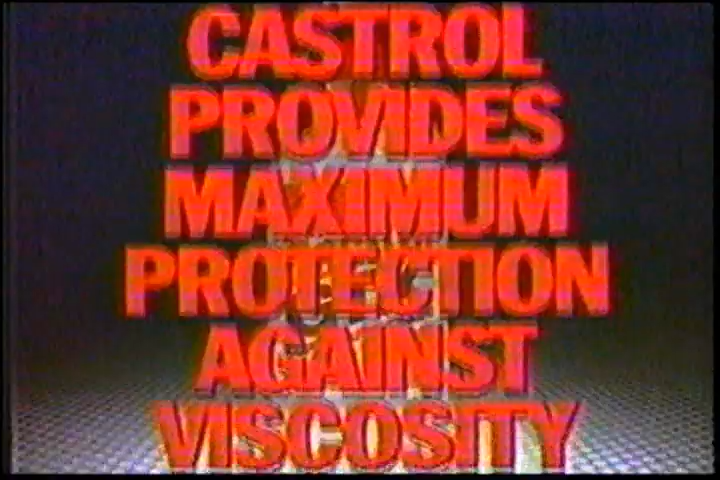 CASTROL
PROVIDES
MAXIMUM
PROTECTION
AGAINST
VISCOSITY